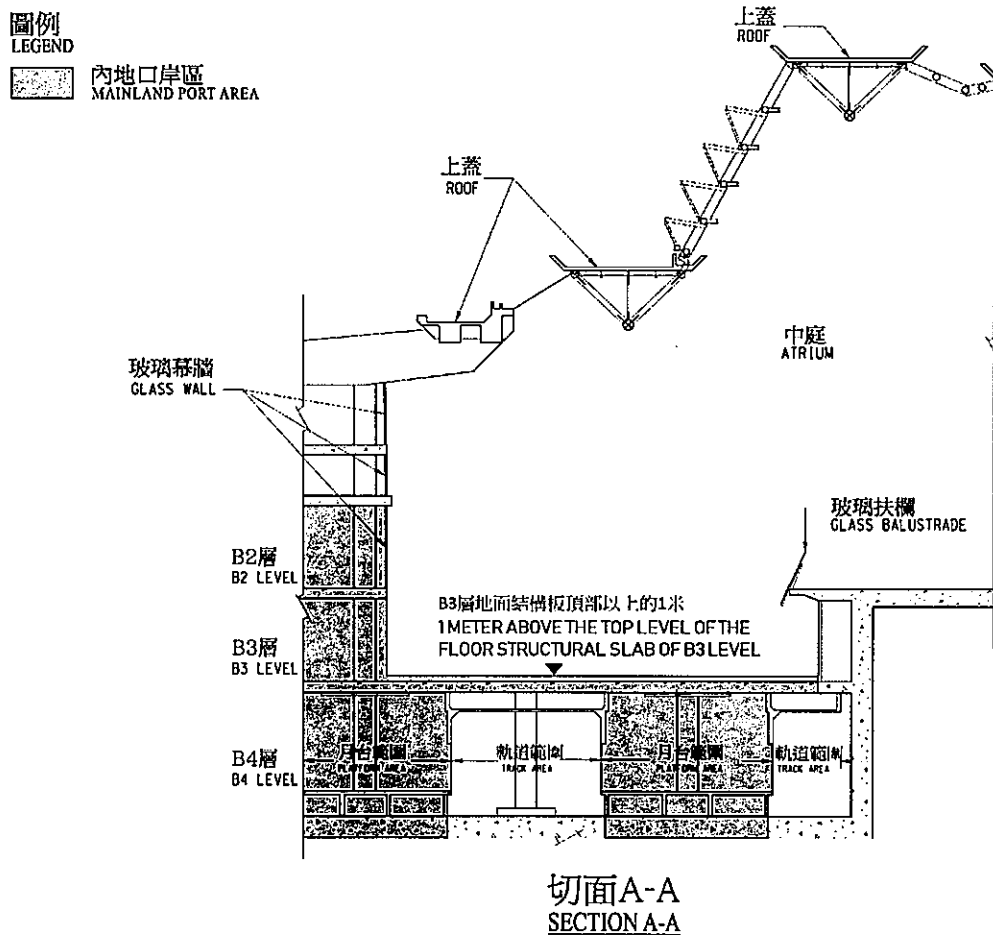 圖例
LEGEND
內地口岸區
MAINLAND PORT AREA
上蓋
ROOF
上蓋
ROOF
中庭
ATRIUM
玻璃幕牆
GLASS WALL
玻璃扶欄
GLASS BALUSTRADE
B2層
B2 LEVEL
B3層地面結構板頂部以上的1米
1 METER ABOVE THE TOP LEVEL OF THE
FLOOR STRUCTURAL SLAB OF B3 LEVEL
B3層
B3 LEVEL
B4層
B4 LEVEL
月台範圍
PLATFORM AREA
軌道範圍
TRACK AREA
月台範圍
PLATFORM AREA
軌道範圍
TRACK AREA
切面A-A
SECTION A-A